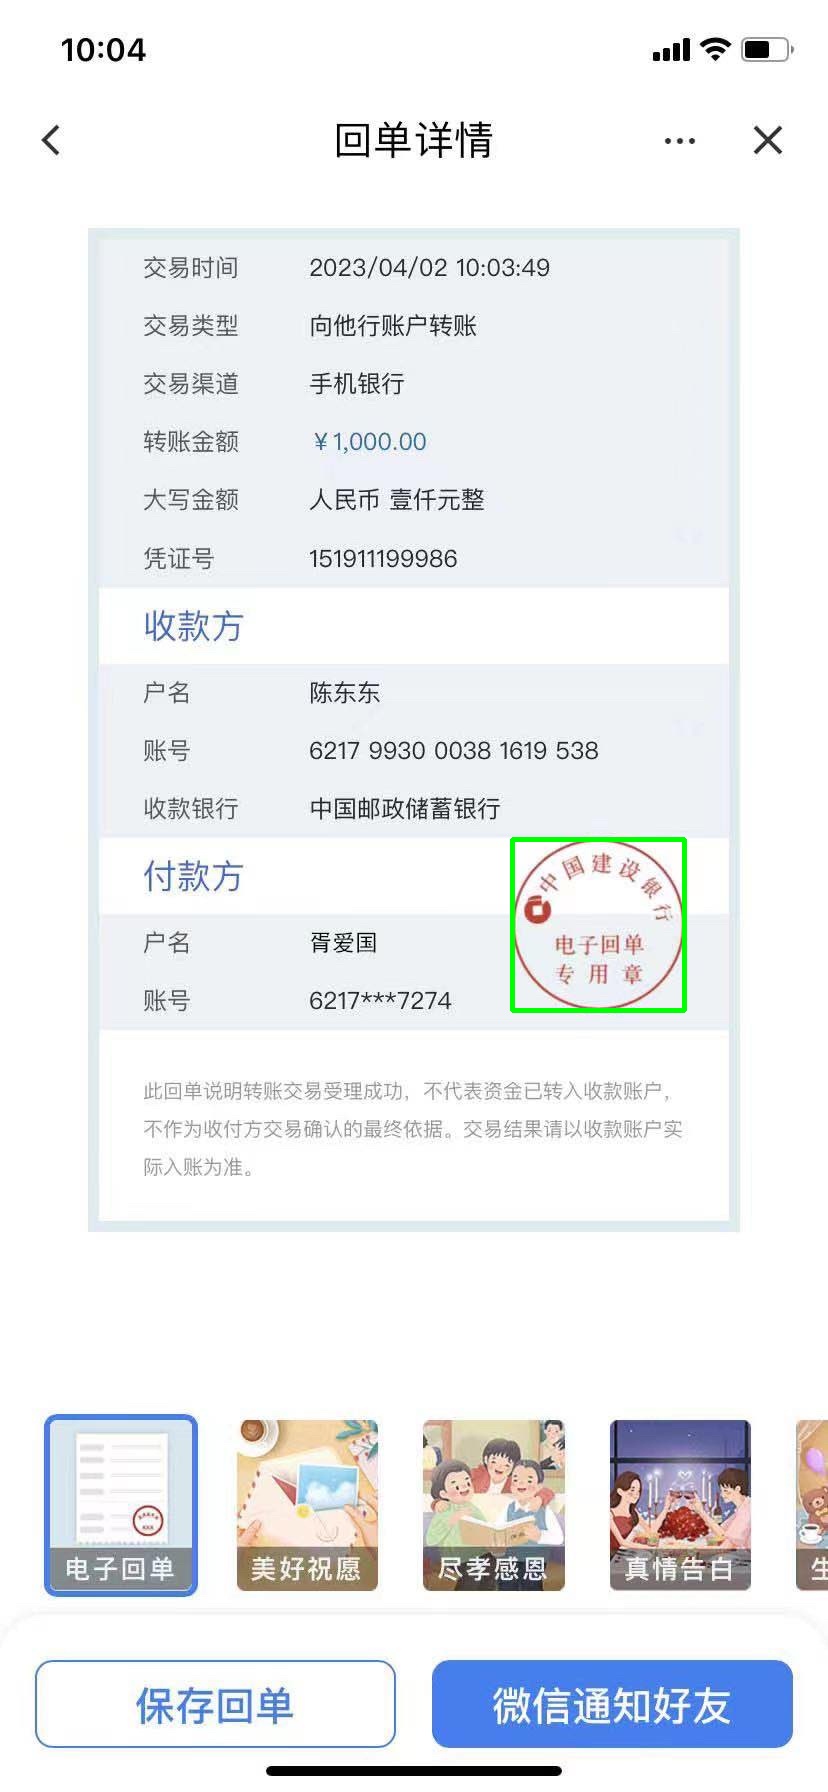 10:04
回单详情
交易时间 2023/04/02 10:03:49
交易类型 向他行账户转账
交易渠道 手机银行
转账金额 ¥1,000.00
大写金额 人民币 壹仟元整
凭证号 151911199986
收款方
户名 陈东东
账号 6217 9930 0038 1619 538
收款银行 中国邮政储蓄银行
中国建设银行
电子回单
专用章
付款方
户名 胥爱国
账号 6217***7274
此回单说明转账交易受理成功，不代表资金已转入收款账户，
不作为收付方交易确认的最终依据。交易结果请以收款账户实
际入账为准。
电子回单 美好祝愿 尽孝感恩 真情告白 生
保存回单 微信通知好友